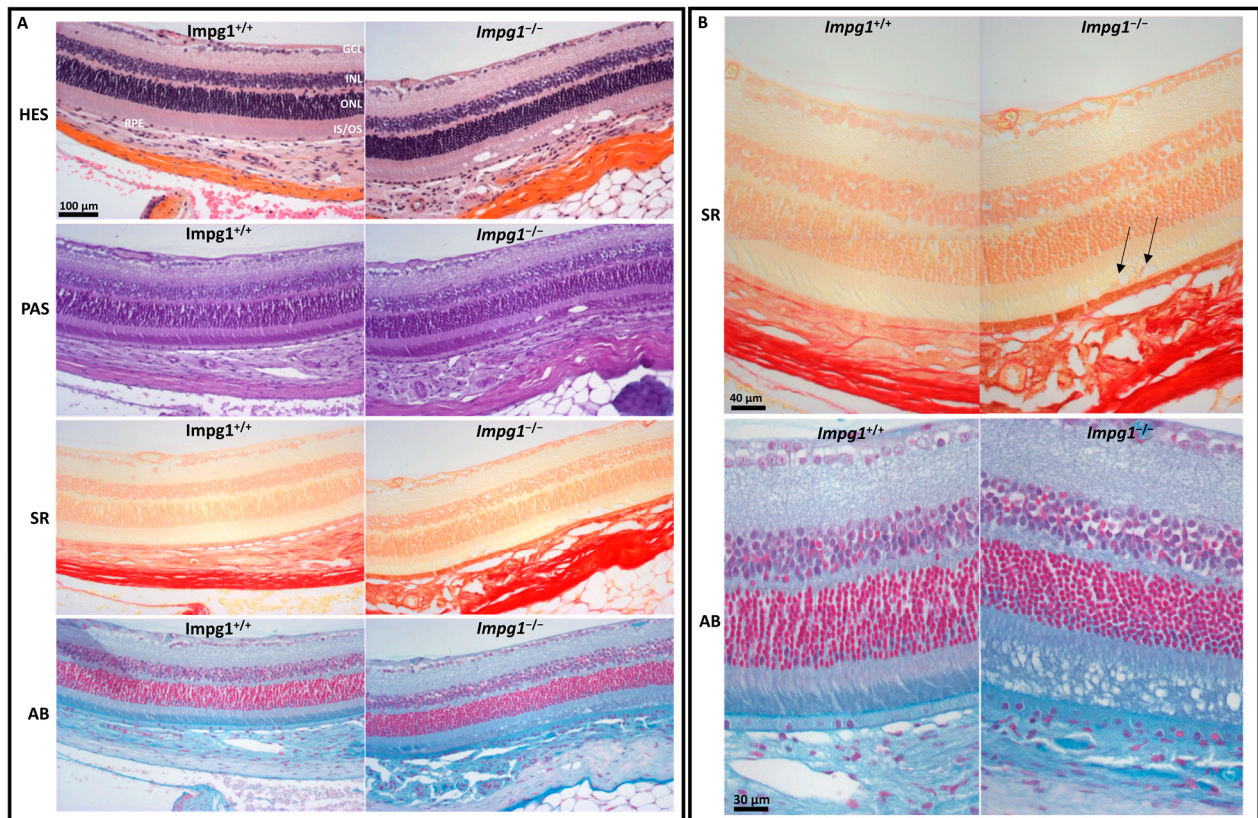 A
Impg1+/+
Impg1−/−
HES
GCL
INL
ONL
RPE
IS/OS
100 µm
Impg1+/+
Impg1−/−
PAS
Impg1+/+
Impg1−/−
SR
Impg1+/+
Impg1−/−
AB
B
Impg1+/+
Impg1−/−
SR
40 µm
Impg1+/+
Impg1−/−
AB
30 µm